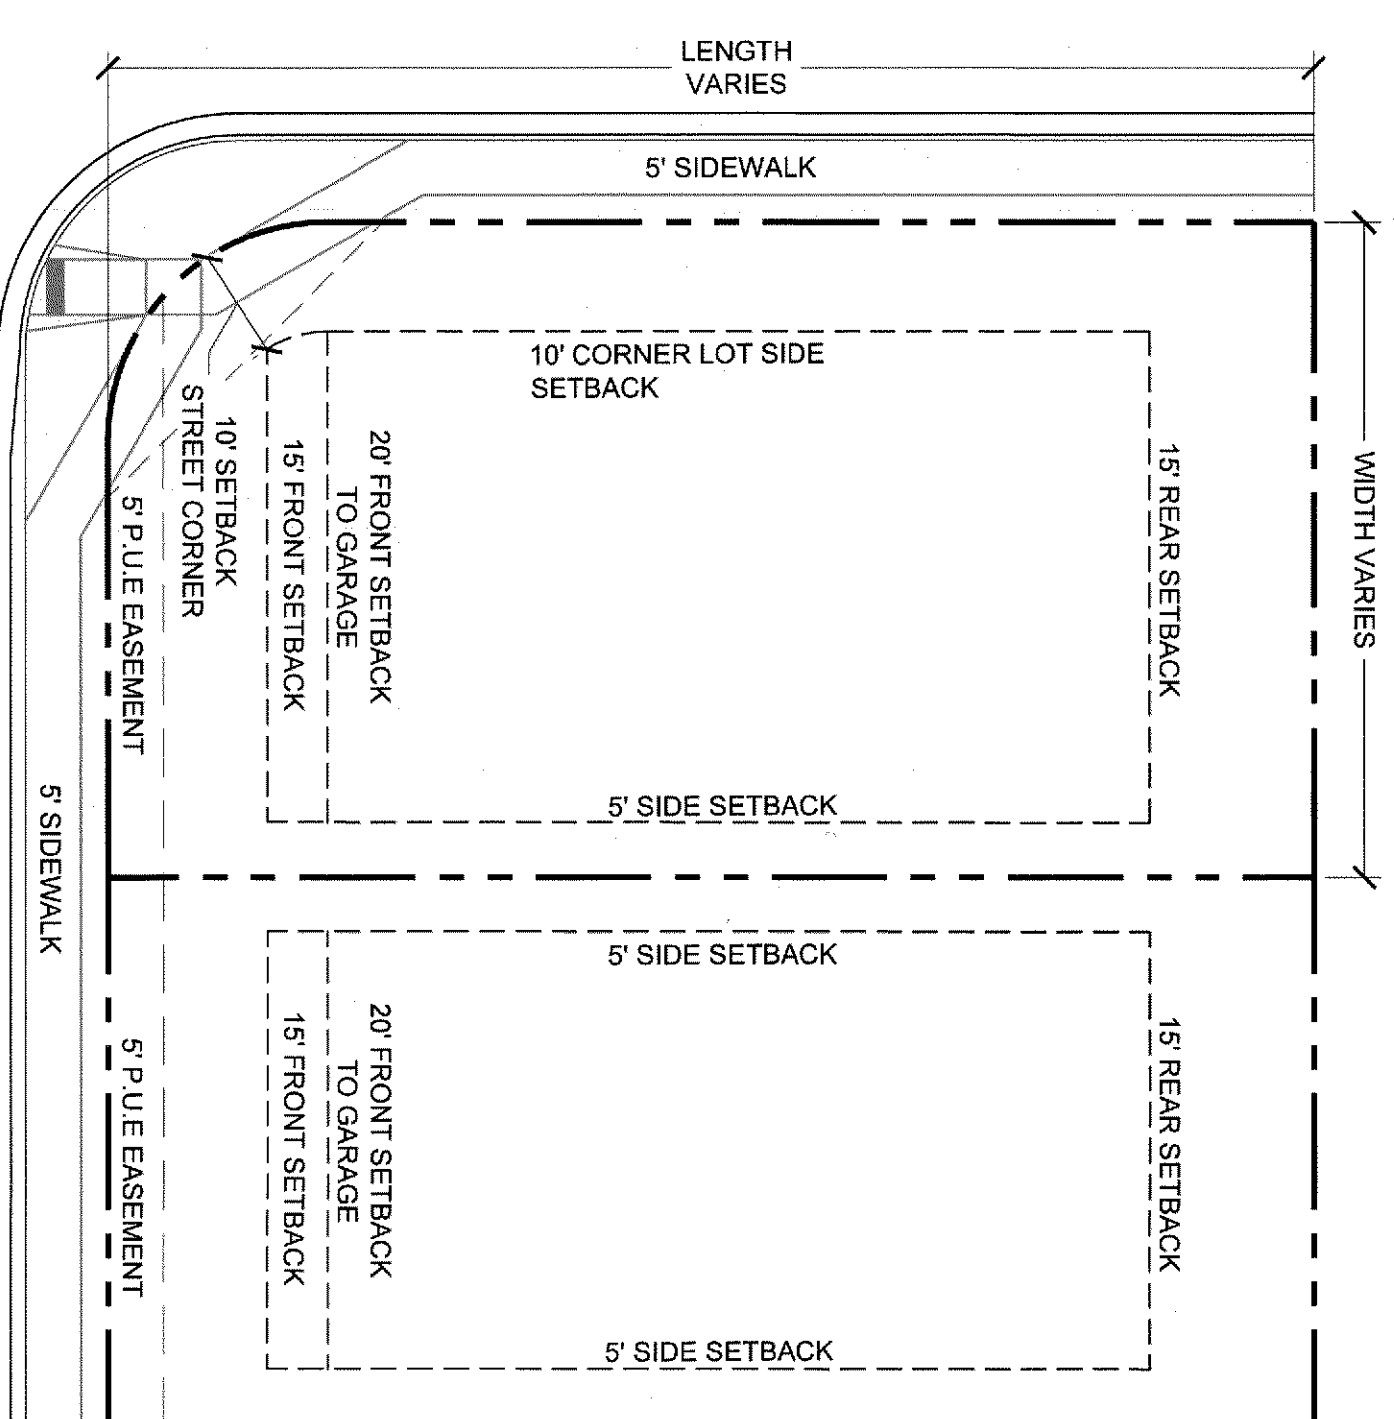 LENGTH
VARIES
5' SIDEWALK
10' CORNER LOT SIDE
SETBACK
10' SETBACK
STREET CORNER
15' FRONT SETBACK
20' FRONT SETBACK
TO GARAGE
15' REAR SETBACK
WIDTH VARIES
5' P.U.E EASEMENT
5' SIDE SETBACK
5' SIDEWALK
5' SIDE SETBACK
15' FRONT SETBACK
20' FRONT SETBACK
TO GARAGE
15' REAR SETBACK
5' P.U.E EASEMENT
5' SIDE SETBACK